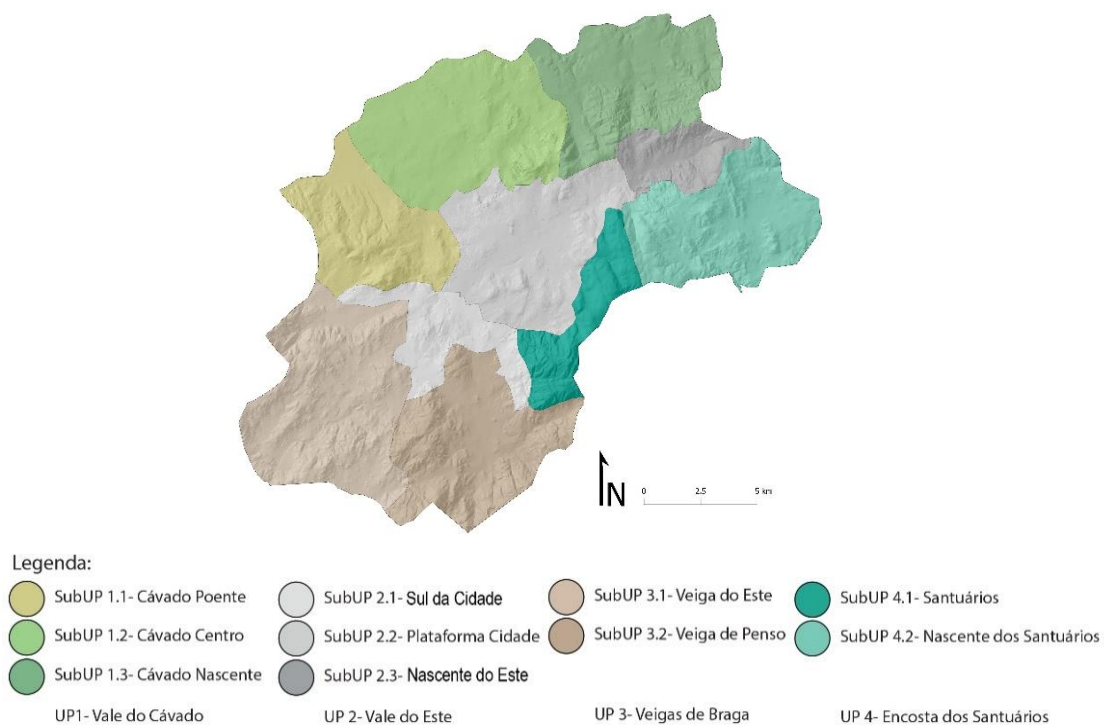 N
0 2.5 5 km
Legenda:
SubUP 1.1- Cávado Poente
SubUP 1.2- Cávado Centro
SubUP 1.3- Cávado Nascente
UP1- Vale do Cávado
SubUP 2.1- Sul da Cidade
SubUP 2.2- Plataforma Cidade
SubUP 2.3- Nascente do Este
UP 2- Vale do Este
SubUP 3.1- Veiga do Este
SubUP 3.2- Veiga de Penso
UP 3- Veigas de Braga
SubUP 4.1- Santuários
SubUP 4.2- Nascente dos Santuários
UP 4- Encosta dos Santuários